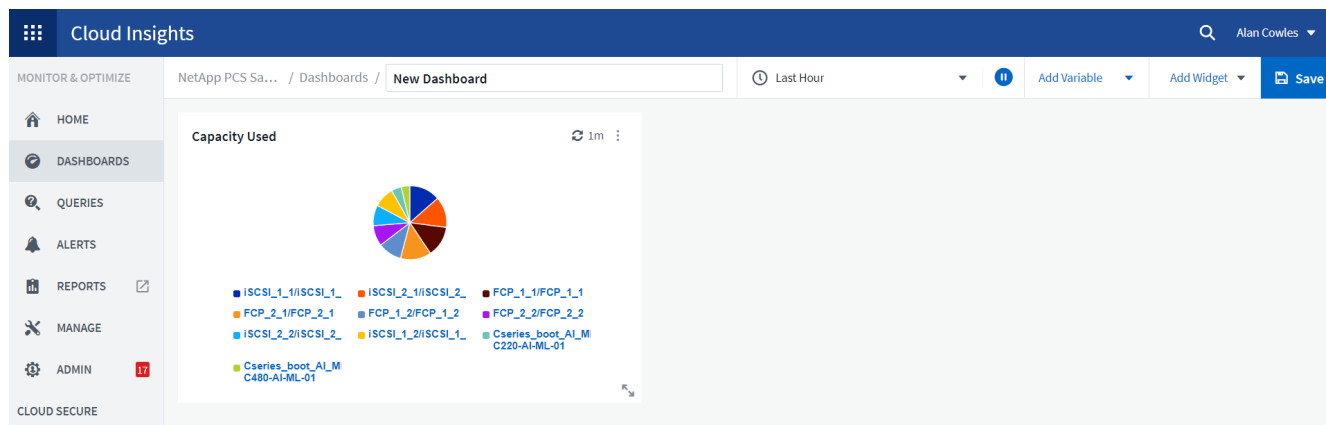 Cloud Insights
Alan Cowles
MONITOR & OPTIMIZE
NetApp PCS Sa... / Dashboards / New Dashboard
Last Hour
Add Variable
Add Widget
Save
HOME
DASHBOARDS
QUERIES
ALERTS
REPORTS
MANAGE
ADMIN 17
CLOUD SECURE
Capacity Used
1m
iSCSI_1_1/iSCSI_1_
iSCSI_2_1/iSCSI_2_
FCP_1_1/FCP_1_1
FCP_2_1/FCP_2_1
FCP_1_2/FCP_1_2
FCP_2_2/FCP_2_2
iSCSI_2_2/iSCSI_2_
iSCSI_1_2/iSCSI_1_
Cseries_boot_AI_M
C220-AI-ML-01
Cseries_boot_AI_M
C480-AI-ML-01